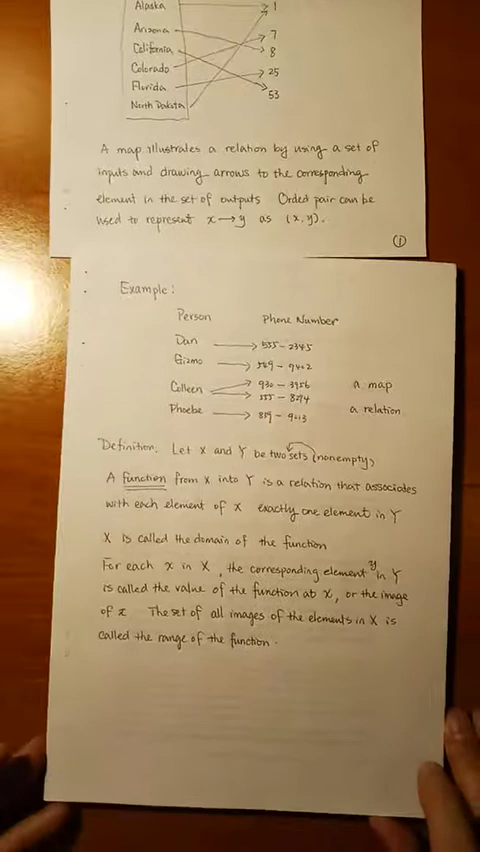 Alaska 1
Arizona 7
California 8
Colorado
Florida 25
North Dakota 53
A map illustrates a relation by using a set of
inputs and drawing arrows to the corresponding
element in the set of outputs Orded pair can be
used to represent x → y as (x, y).
①
Example:
Person Phone Number
Dan → 555-2345
Gizmo → 569-9402
Colleen → 930-3956 a map
→ 555-8294
Phoebe → 859-9013 a relation
Definition. Let X and Y be two sets (nonempty)
A function from X into Y is a relation that associates
with each element of X exactly one element in Y
X is called the domain of the function
For each x in X, the corresponding element y in Y
is called the value of the function at x, or the image
of x The set of all images of the elements in X is
called the range of the function.